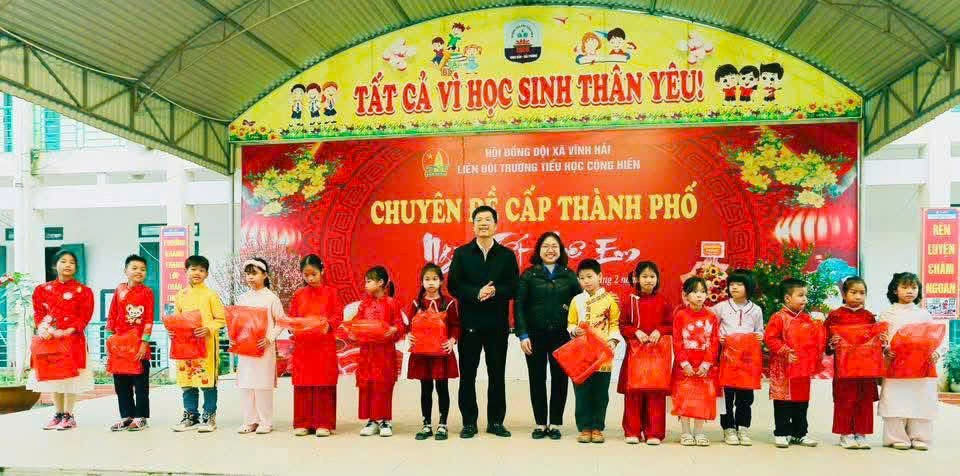 TẤT CẢ VÌ HỌC SINH THÂN YÊU!
HỘI ĐỒNG ĐỘI XÃ VĨNH HẢI
LIÊN ĐỘI TRƯỜNG TIỂU HỌC CỘNG HIỀN
CHUYÊN ĐỀ CẤP THÀNH PHỐ
Em
RÈN
LUYỆN
CHĂM
NGOAN